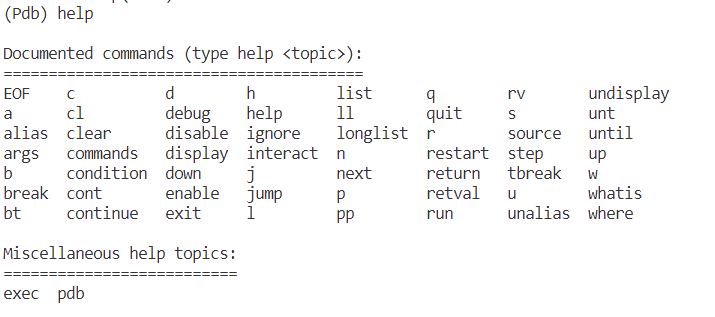 (Pdb) help
Documented commands (type help <topic>):
========================================
EOF    c          d        h         list      q        rv       undisplay
a      cl         debug    help      ll        quit     s        unt
alias  clear      disable  ignore    longlist  r        source   until
args   commands   display  interact  n         restart  step     up
b      condition  down     j         next      return   tbreak   w
break  cont       enable   jump      p         retval   u        whatis
bt     continue   exit     l         pp        run      unalias  where
Miscellaneous help topics:
==========================
exec  pdb